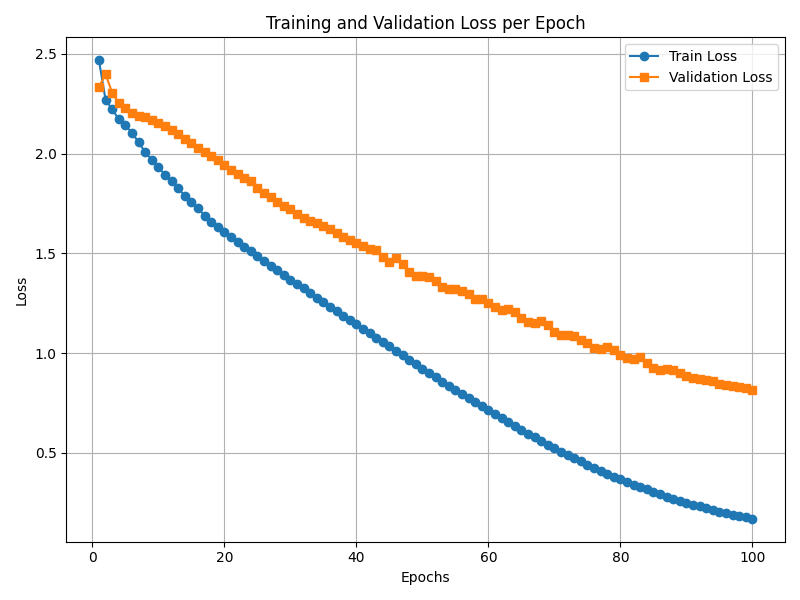 Training and Validation Loss per Epoch
Train Loss
Validation Loss
2.5
2.0
1.5
1.0
0.5
Loss
0 20 40 60 80 100
Epochs